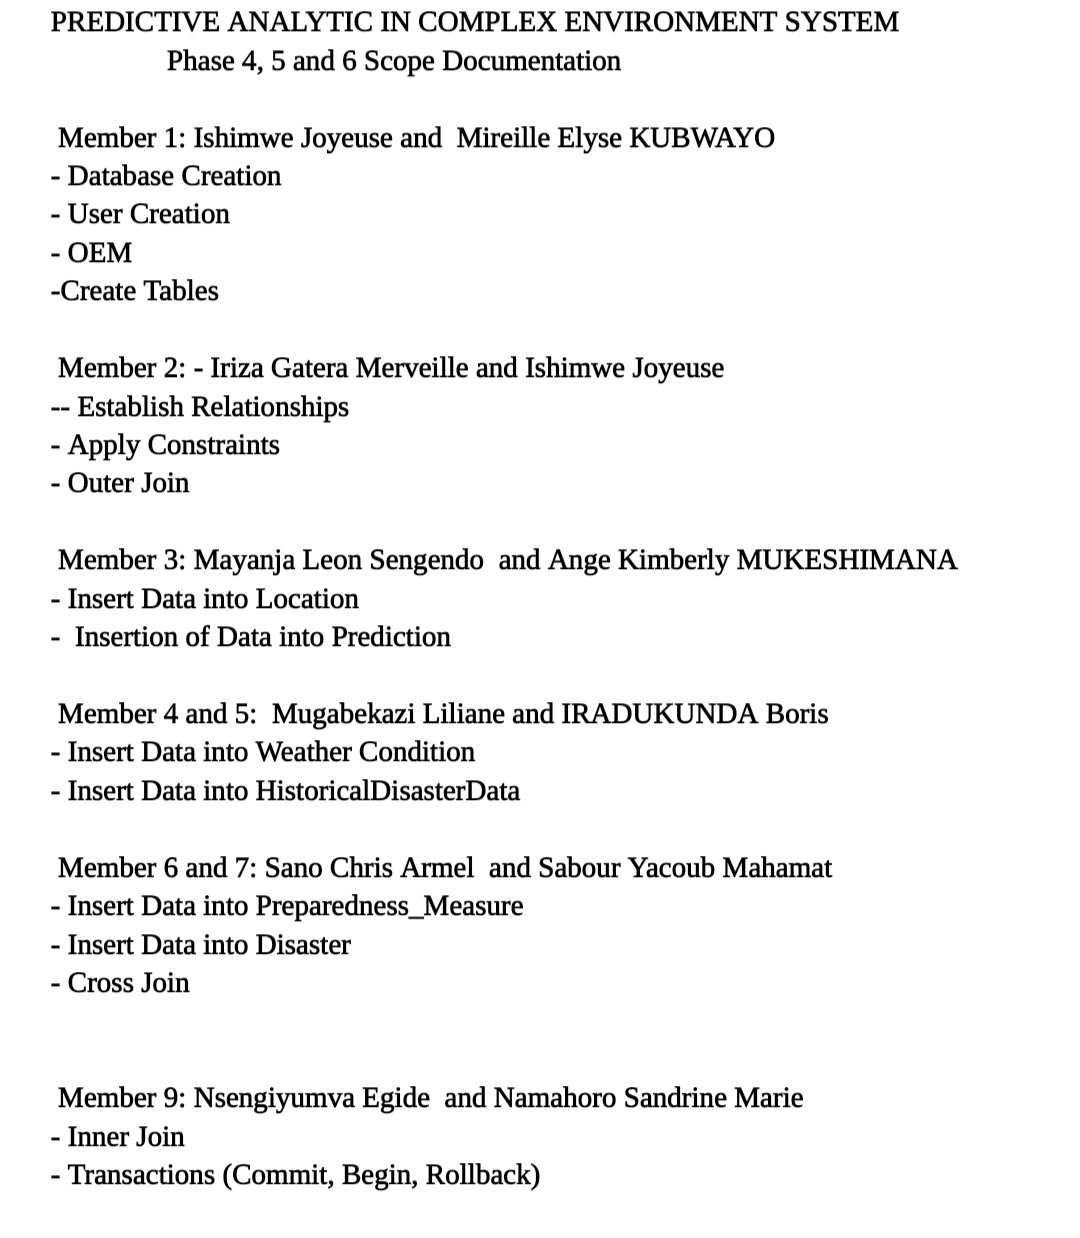 PREDICTIVE ANALYTIC IN COMPLEX ENVIRONMENT SYSTEM
Phase 4, 5 and 6 Scope Documentation
Member 1: Ishimwe Joyeuse and  Mireille Elyse KUBWAYO
- Database Creation
- User Creation
- OEM
-Create Tables
Member 2: - Iriza Gatera Merveille and Ishimwe Joyeuse
-- Establish Relationships
- Apply Constraints
- Outer Join
Member 3: Mayanja Leon Sengendo  and Ange Kimberly MUKESHIMANA
- Insert Data into Location
-  Insertion of Data into Prediction
Member 4 and 5:  Mugabekazi Liliane and IRADUKUNDA Boris
- Insert Data into Weather Condition
- Insert Data into HistoricalDisasterData
Member 6 and 7: Sano Chris Armel  and Sabour Yacoub Mahamat
- Insert Data into Preparedness_Measure
- Insert Data into Disaster
- Cross Join
Member 9: Nsengiyumva Egide  and Namahoro Sandrine Marie
- Inner Join
- Transactions (Commit, Begin, Rollback)